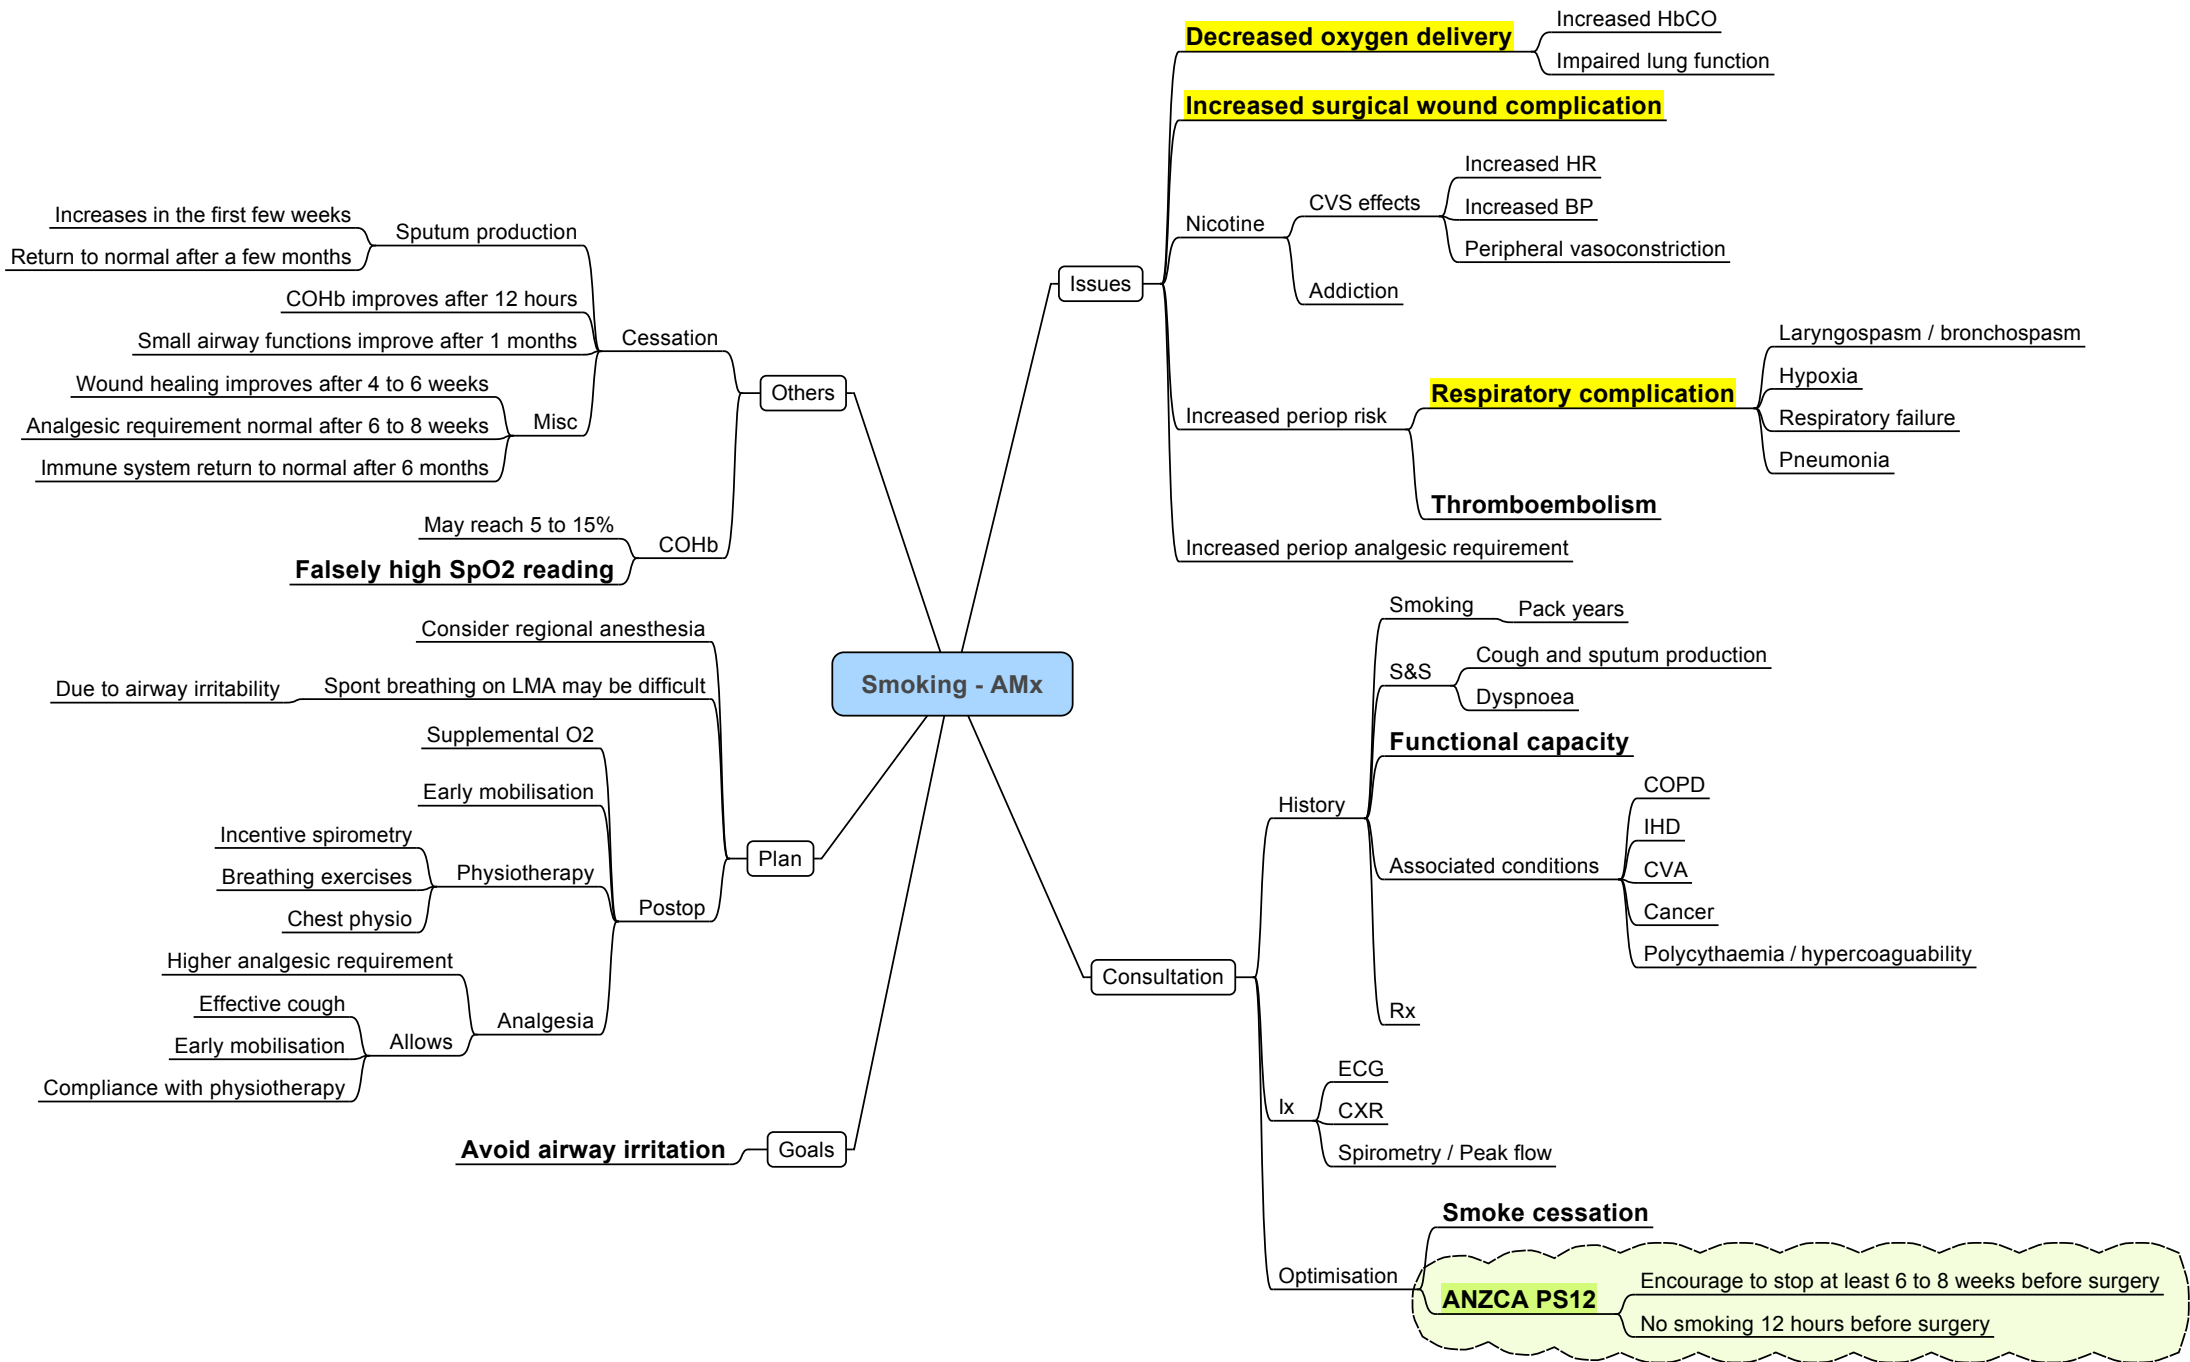 Smoking - AMx
Issues
Decreased oxygen delivery
Increased HbCO
Impaired lung function
Increased surgical wound complication
Nicotine
CVS effects
Increased HR
Increased BP
Peripheral vasoconstriction
Addiction
Increased periop risk
Respiratory complication
Laryngospasm / bronchospasm
Hypoxia
Respiratory failure
Pneumonia
Thromboembolism
Increased periop analgesic requirement
Consultation
History
Smoking
Pack years
S&S
Cough and sputum production
Dyspnoea
Functional capacity
Associated conditions
COPD
IHD
CVA
Cancer
Polycythaemia / hypercoaguability
Rx
Ix
ECG
CXR
Spirometry / Peak flow
Optimisation
Smoke cessation
ANZCA PS12
Encourage to stop at least 6 to 8 weeks before surgery
No smoking 12 hours before surgery
Goals
Avoid airway irritation
Plan
Consider regional anesthesia
Spont breathing on LMA may be difficult
Due to airway irritability
Postop
Supplemental O2
Early mobilisation
Physiotherapy
Incentive spirometry
Breathing exercises
Chest physio
Analgesia
Higher analgesic requirement
Allows
Effective cough
Early mobilisation
Compliance with physiotherapy
Others
Cessation
Sputum production
Increases in the first few weeks
Return to normal after a few months
COHb improves after 12 hours
Small airway functions improve after 1 months
Misc
Wound healing improves after 4 to 6 weeks
Analgesic requirement normal after 6 to 8 weeks
Immune system return to normal after 6 months
COHb
May reach 5 to 15%
Falsely high SpO2 reading